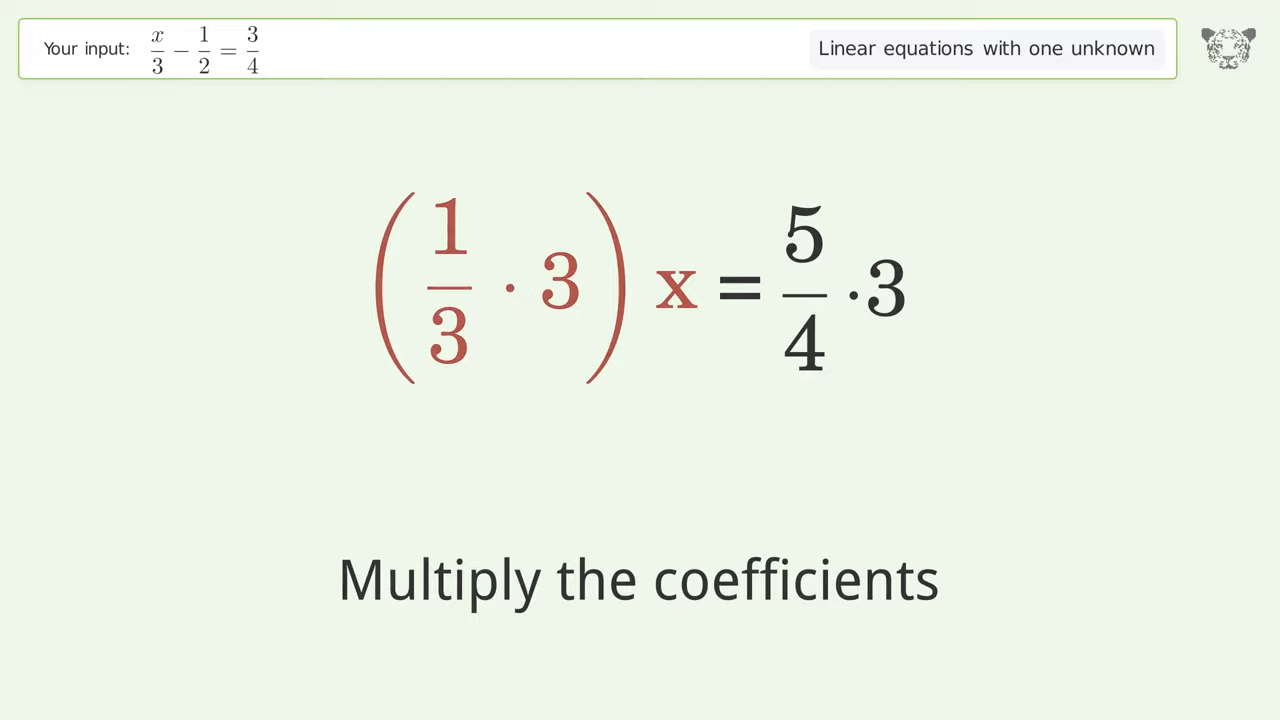 Your input: x/3 − 1/2 = 3/4
Linear equations with one unknown
(1/3 · 3) x = 5/4 · 3
Multiply the coefficients